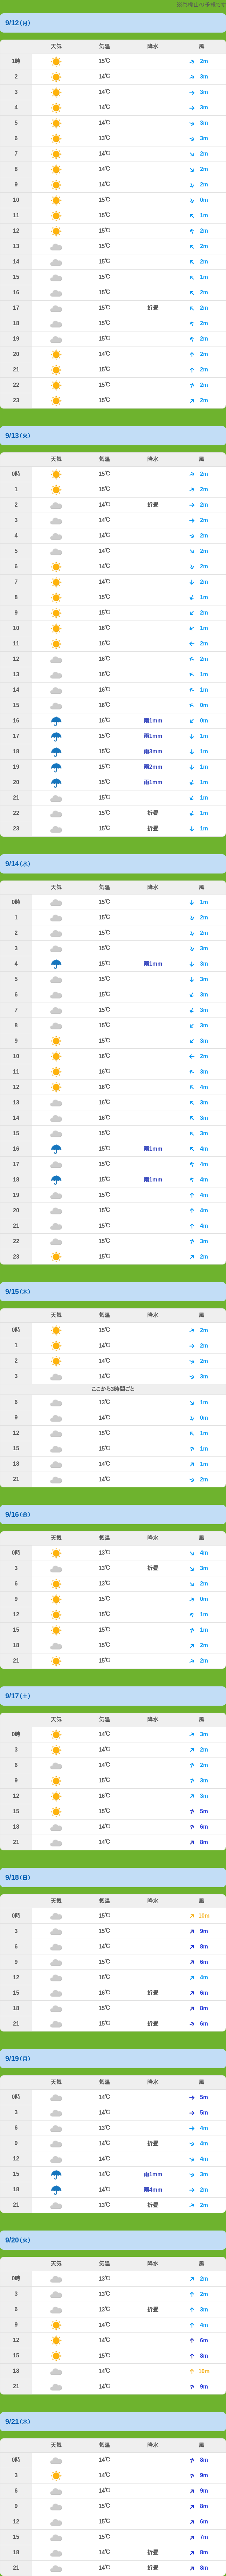 の予報です
9/12(月)
天気 気温 降水 風
1時 15℃ 2m
2 14℃ 3m
3 14℃ 3m
4 14℃ 3m
5 14℃ 3m
6 13℃ 3m
7 14℃ 2m
8 14℃ 2m
9 14℃ 2m
10 15℃ 0m
11 15℃ 1m
12 15℃ 2m
13 15℃ 2m
14 15℃ 2m
15 15℃ 1m
16 15℃ 2m
17 15℃ 折畳 2m
18 15℃ 2m
19 15℃ 2m
20 14℃ 2m
21 15℃ 2m
22 15℃ 2m
23 15℃ 2m
9/13(火)
天気 気温 降水 風
0時 15℃ 2m
1 15℃ 2m
2 14℃ 折畳 2m
3 14℃ 2m
4 14℃ 2m
5 14℃ 2m
6 14℃ 2m
7 14℃ 2m
8 15℃ 1m
9 15℃ 2m
10 16℃ 1m
11 16℃ 2m
12 16℃ 2m
13 16℃ 1m
14 16℃ 1m
15 16℃ 0m
16 16℃ 雨1mm 0m
17 15℃ 雨1mm 1m
18 15℃ 雨3mm 1m
19 15℃ 雨2mm 1m
20 15℃ 雨1mm 1m
21 15℃ 1m
22 15℃ 折畳 1m
23 15℃ 折畳 1m
9/14(水)
天気 気温 降水 風
0時 15℃ 1m
1 15℃ 2m
2 15℃ 2m
3 15℃ 3m
4 15℃ 雨1mm 3m
5 15℃ 3m
6 15℃ 3m
7 15℃ 3m
8 15℃ 3m
9 15℃ 3m
10 16℃ 2m
11 16℃ 3m
12 16℃ 4m
13 16℃ 3m
14 16℃ 3m
15 15℃ 3m
16 15℃ 雨1mm 4m
17 15℃ 4m
18 15℃ 雨1mm 4m
19 15℃ 4m
20 15℃ 4m
21 15℃ 4m
22 15℃ 3m
23 15℃ 2m
9/15(木)
天気 気温 降水 風
0時 15℃ 2m
1 14℃ 2m
2 15℃ 2m
3 14℃ 3m
ここから3時間ごと
6 13℃ 1m
9 14℃ 0m
12 15℃ 1m
15 15℃ 1m
18 14℃ 1m
21 14℃ 2m
9/16(金)
天気 気温 降水 風
0時 13℃ 4m
3 13℃ 折畳 3m
6 13℃ 2m
9 15℃ 0m
12 15℃ 1m
15 15℃ 1m
18 15℃ 2m
21 15℃ 2m
9/17(土)
天気 気温 降水 風
0時 14℃ 3m
3 14℃ 2m
6 14℃ 2m
9 15℃ 3m
12 16℃ 3m
15 15℃ 5m
18 14℃ 6m
21 14℃ 8m
9/18(日)
天気 気温 降水 風
0時 15℃ 10m
3 15℃ 9m
6 14℃ 8m
9 15℃ 6m
12 16℃ 4m
15 16℃ 折畳 6m
18 15℃ 8m
21 15℃ 折畳 6m
9/19(月)
天気 気温 降水 風
0時 14℃ 5m
3 14℃ 5m
6 13℃ 4m
9 14℃ 折畳 4m
12 14℃ 4m
15 14℃ 雨1mm 3m
18 14℃ 雨4mm 2m
21 13℃ 折畳 2m
9/20(火)
天気 気温 降水 風
0時 13℃ 2m
3 13℃ 2m
6 13℃ 折畳 3m
9 14℃ 4m
12 14℃ 6m
15 15℃ 8m
18 14℃ 10m
21 14℃ 9m
9/21(水)
天気 気温 降水 風
0時 14℃ 8m
3 14℃ 9m
6 14℃ 9m
9 15℃ 8m
12 15℃ 6m
15 15℃ 7m
18 14℃ 折畳 8m
21 14℃ 折畳 8m